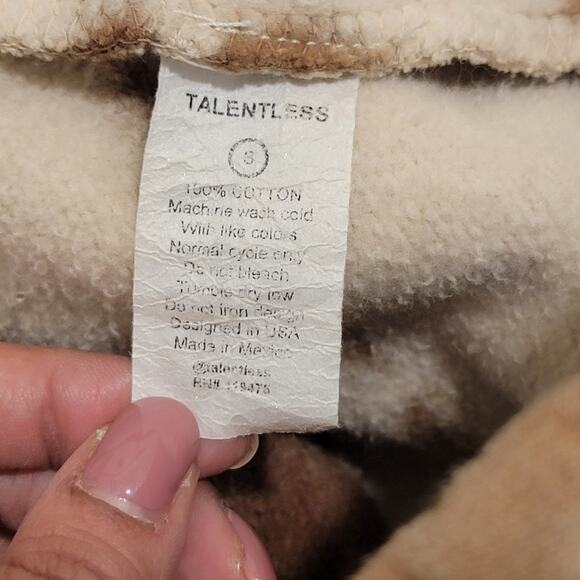 TALENTLESS
100% COTTON
Machine wash cold
With like colors
Normal cycle only
Do not bleach
Tumble dry low
Do not iron design
Designed in USA
Made in Mexico
@talentless
RN#